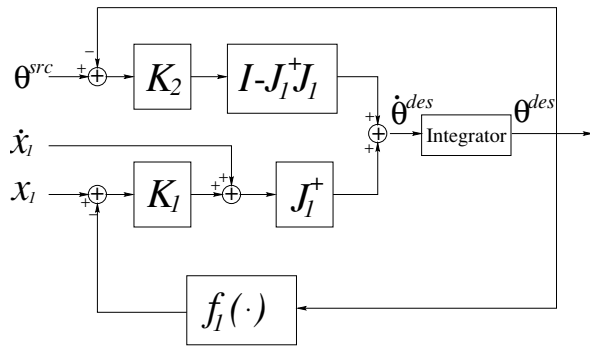 θ^{src}
−
+
+
K_2
I-J_1^+J_1
+
+
+
θ̇^{des}
Integrator
θ^{des}
ẋ_1
x_1
+
+
−
K_1
+
+
+
J_1^+
f_1(·)